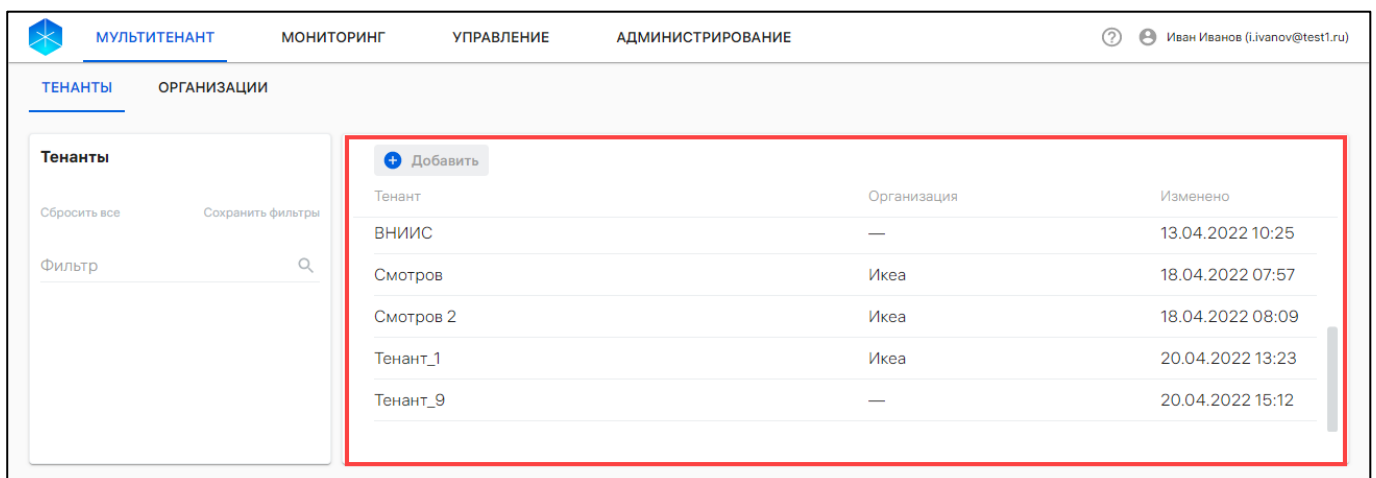 МУЛЬТИТЕНАНТ МОНИТОРИНГ УПРАВЛЕНИЕ АДМИНИСТРИРОВАНИЕ ? Иван Иванов (i.ivanov@test1.ru)
ТЕНАНТЫ ОРГАНИЗАЦИИ
Тенанты
Сбросить все Сохранить фильтры
Фильтр
Добавить
Тенант Организация Изменено
ВНИИС — 13.04.2022 10:25
Смотров Икеа 18.04.2022 07:57
Смотров 2 Икеа 18.04.2022 08:09
Тенант_1 Икеа 20.04.2022 13:23
Тенант_9 — 20.04.2022 15:12